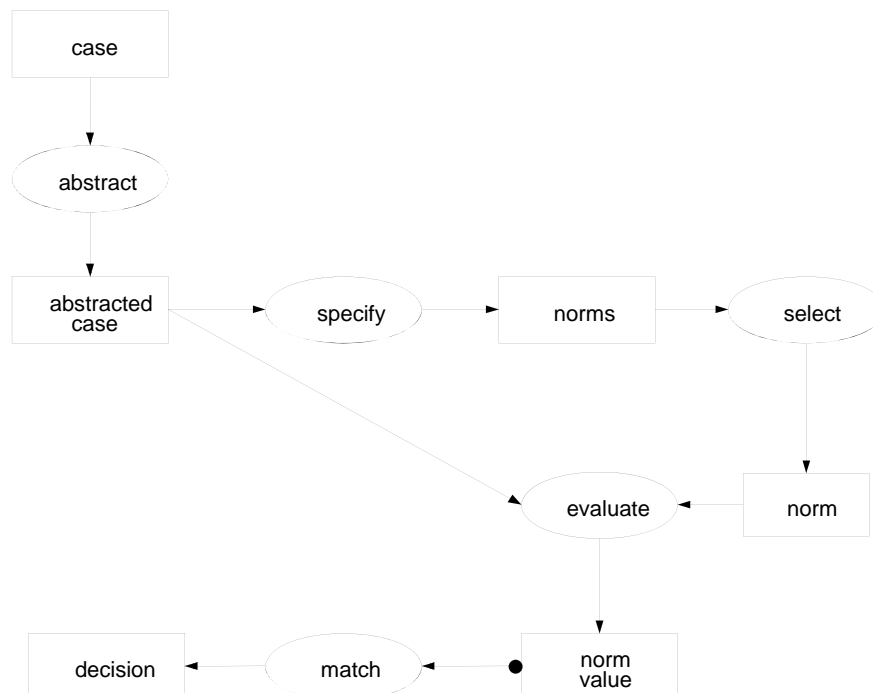 case
abstract
abstracted
case
specify
norms
select
evaluate
norm
decision
match
norm
value